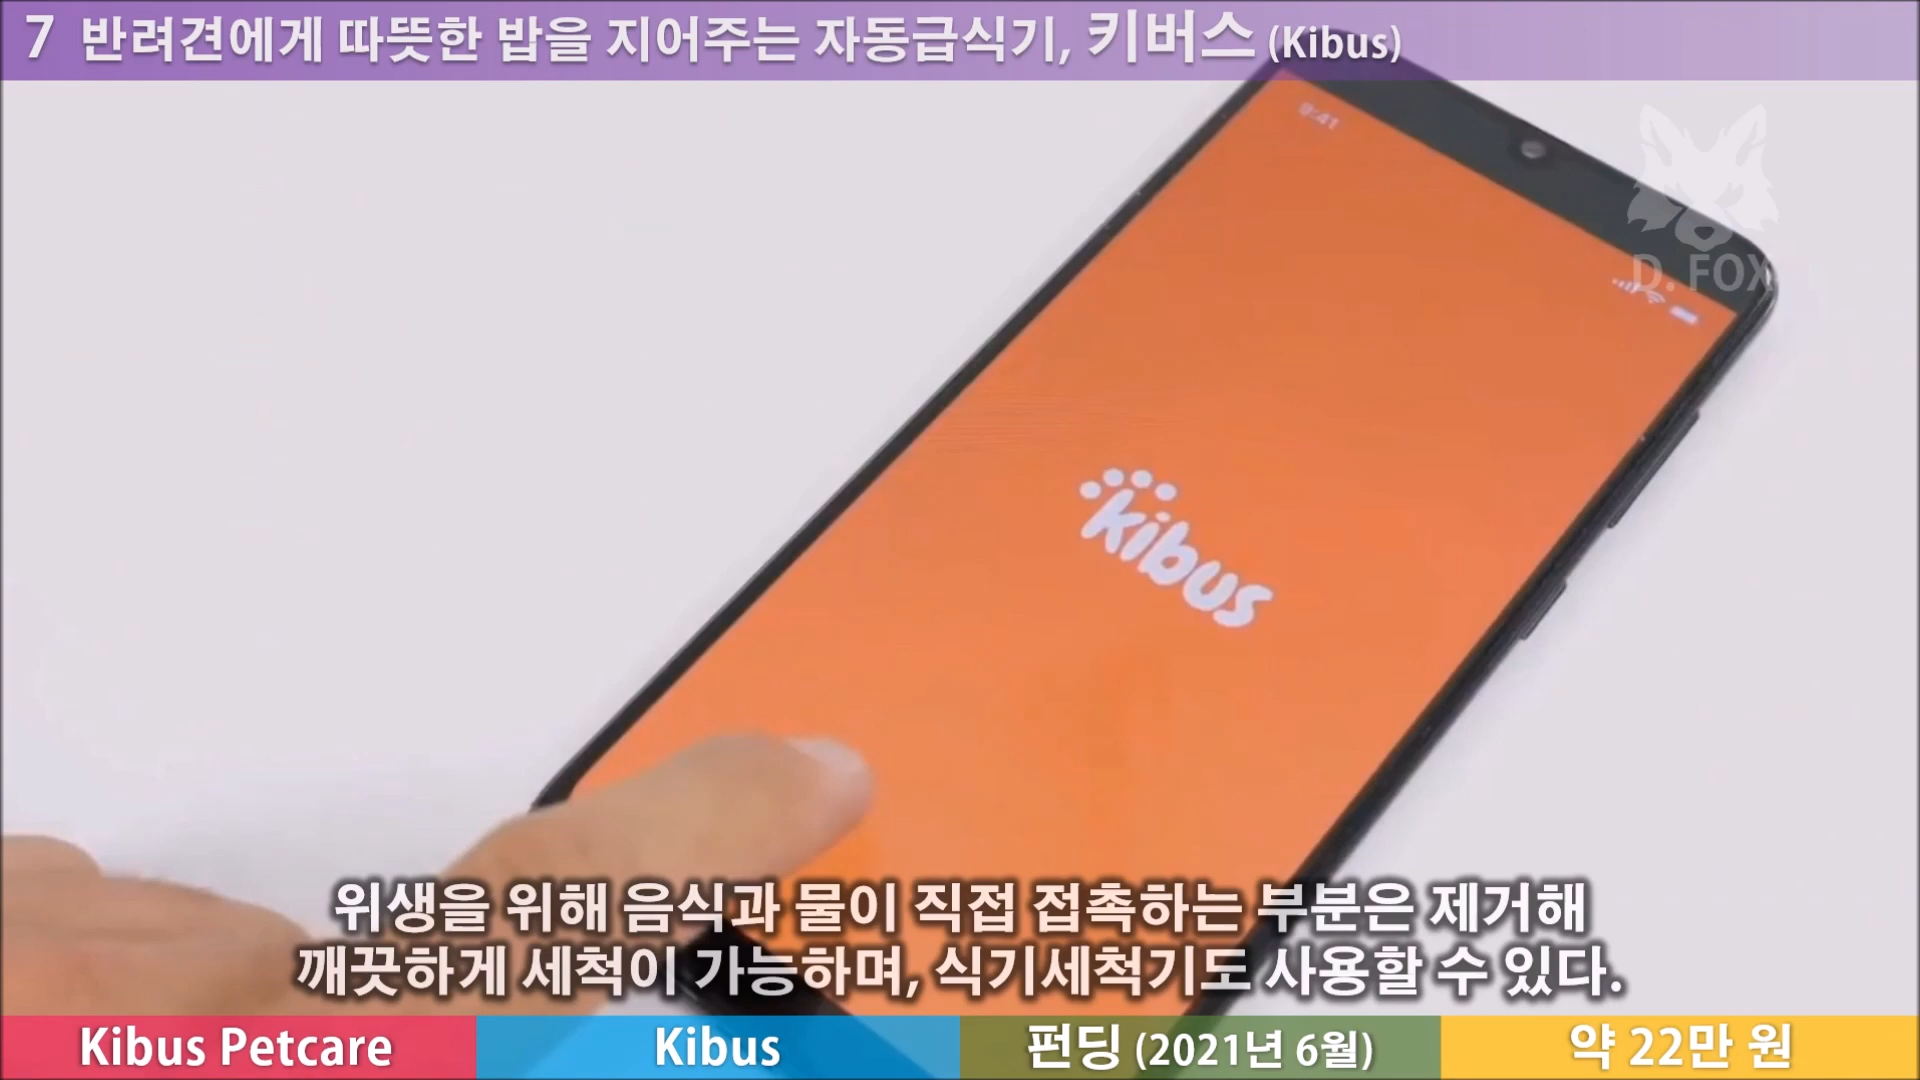 7 반려견에게 따뜻한 밥을 지어주는 자동급식기, 키버스 (Kibus)
9:41
D. FOX
kibus
위생을 위해 음식과 물이 직접 접촉하는 부분은 제거해
깨끗하게 세척이 가능하며, 식기세척기도 사용할 수 있다.
Kibus Petcare
Kibus
펀딩 (2021년 6월)
약 22만 원